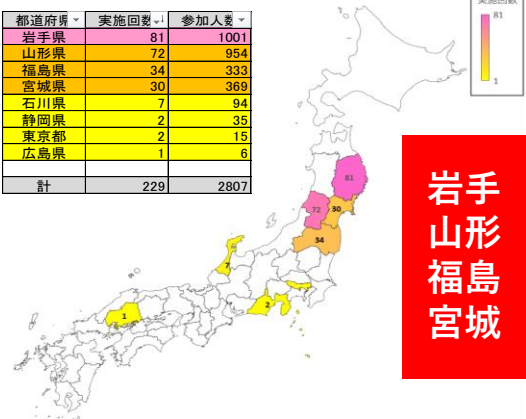 都道府県 実施回数 参加人数
岩手県 81 1001
山形県 72 954
福島県 34 333
宮城県 30 369
石川県 7 94
静岡県 2 35
東京都 2 15
広島県 1 6
計 229 2807
実施回数
81
1
81
72
30
34
7
2
1
岩手
山形
福島
宮城